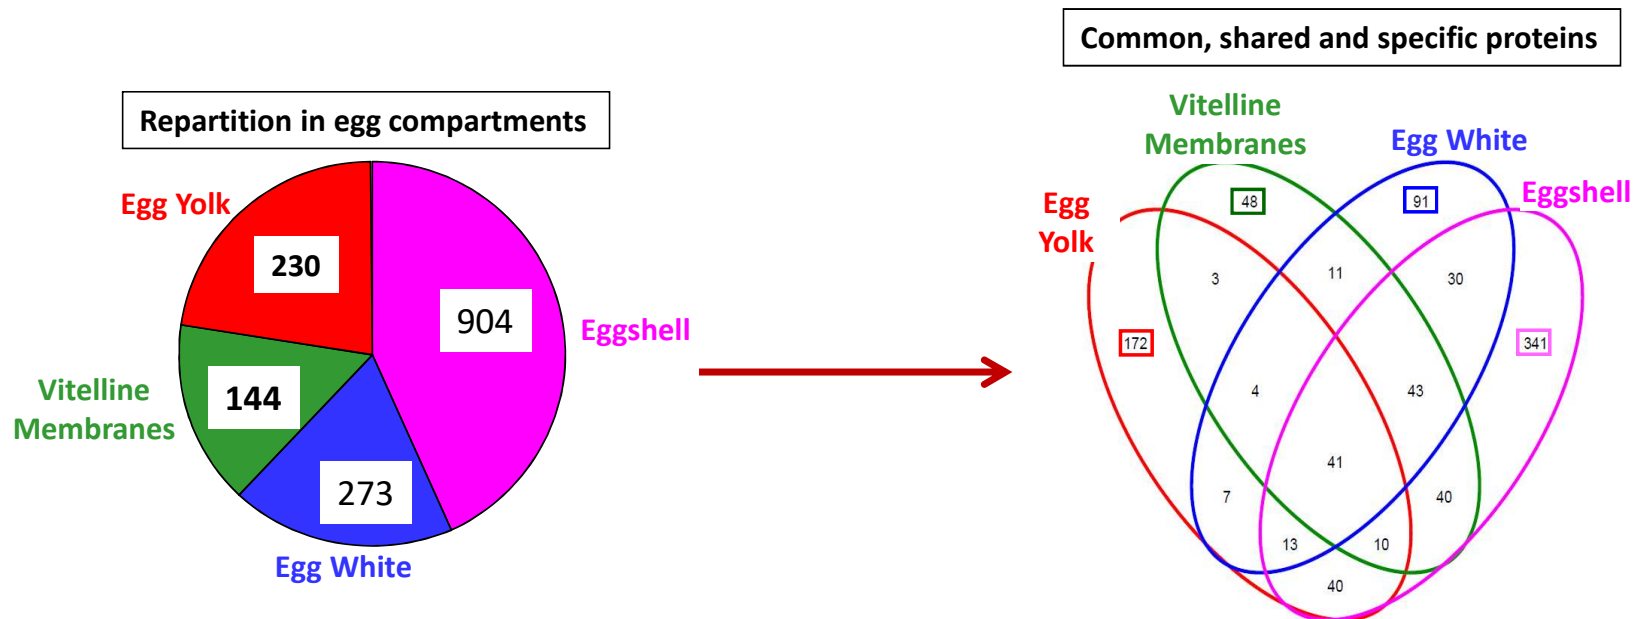 Repartition in egg compartments
Egg Yolk
230
904
Eggshell
Vitelline
Membranes
144
273
Egg White
Common, shared and specific proteins
Vitelline
Membranes
Egg White
Eggshell
Egg
Yolk
48
91
3
11
30
172
341
4
43
41
7
40
13
10
40